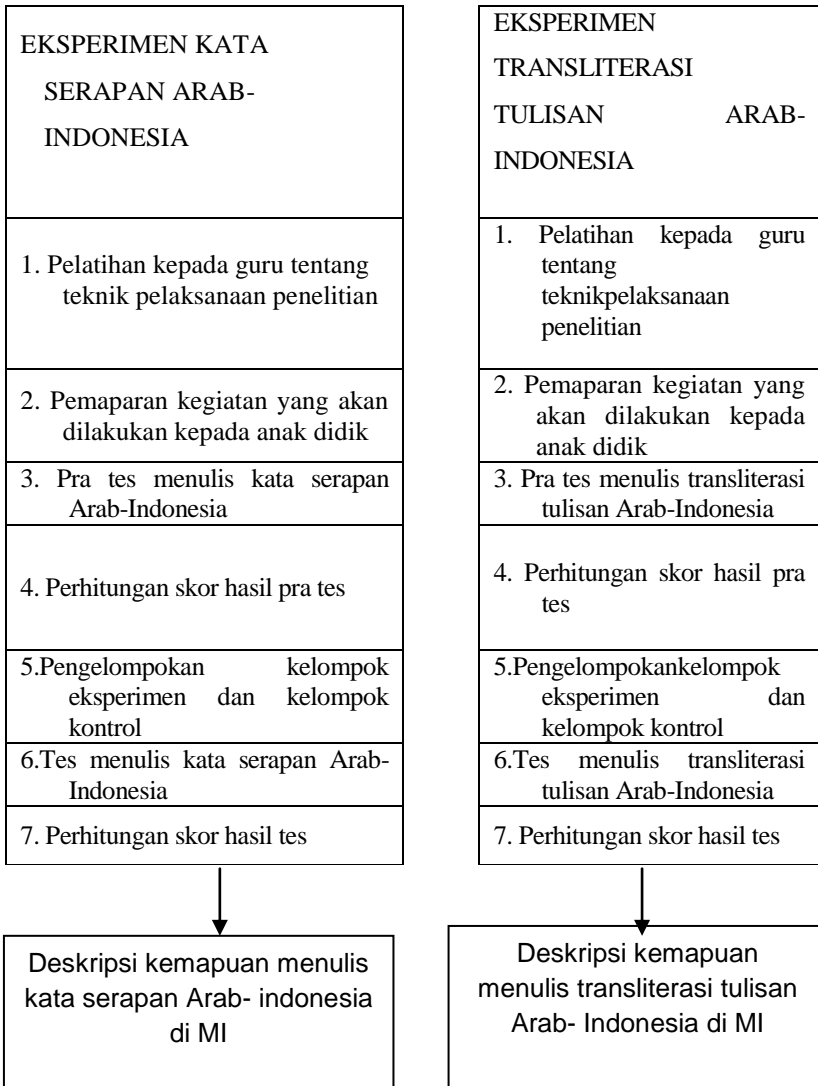 EKSPERIMEN KATA
SERAPAN ARAB-
INDONESIA
1. Pelatihan kepada guru tentang
teknik pelaksanaan penelitian
2. Pemaparan kegiatan yang akan
dilakukan kepada anak didik
3. Pra tes menulis kata serapan
Arab-Indonesia
4. Perhitungan skor hasil pra tes
5.Pengelompokan kelompok
eksperimen dan kelompok
kontrol
6.Tes menulis kata serapan Arab-
Indonesia
7. Perhitungan skor hasil tes
Deskripsi kemapuan menulis
kata serapan Arab- indonesia
di MI
EKSPERIMEN
TRANSLITERASI
TULISAN ARAB-
INDONESIA
1. Pelatihan kepada guru
tentang
teknikpelaksanaan
penelitian
2. Pemaparan kegiatan yang
akan dilakukan kepada
anak didik
3. Pra tes menulis transliterasi
tulisan Arab-Indonesia
4. Perhitungan skor hasil pra
tes
5.Pengelompokankelompok
eksperimen dan
kelompok kontrol
6.Tes menulis transliterasi
tulisan Arab-Indonesia
7. Perhitungan skor hasil tes
Deskripsi kemapuan
menulis transliterasi tulisan
Arab- Indonesia di MI